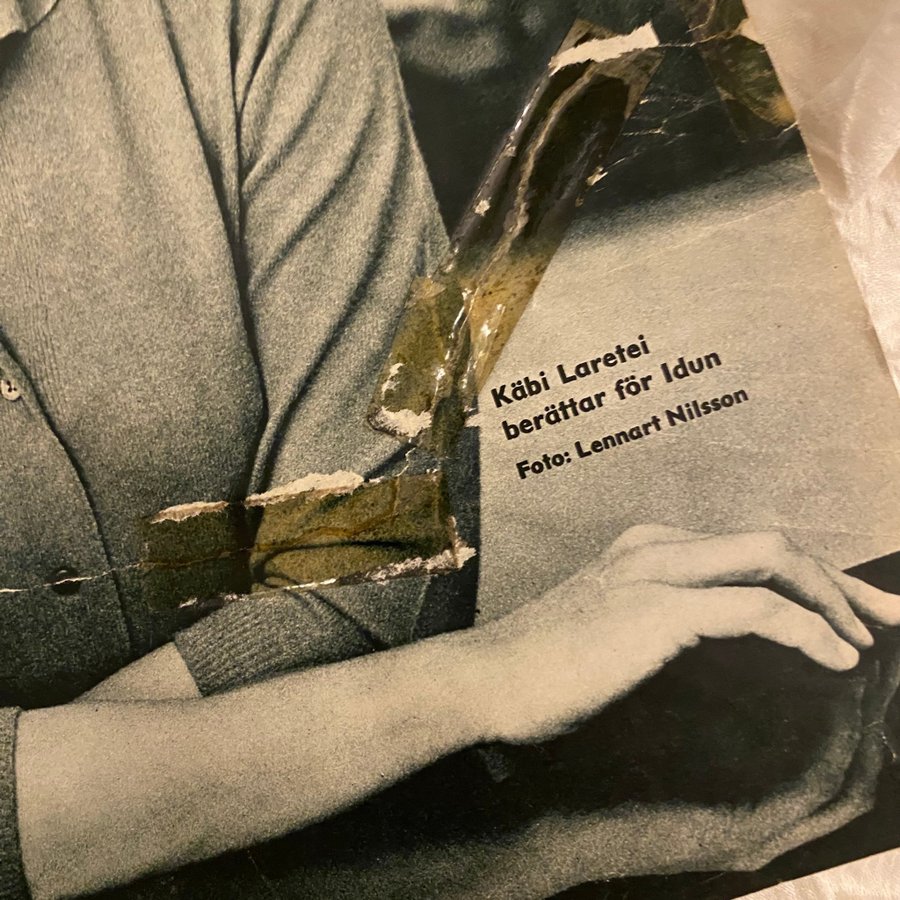 Käbi Laretei
berättar för Idun
Foto: Lennart Nilsson